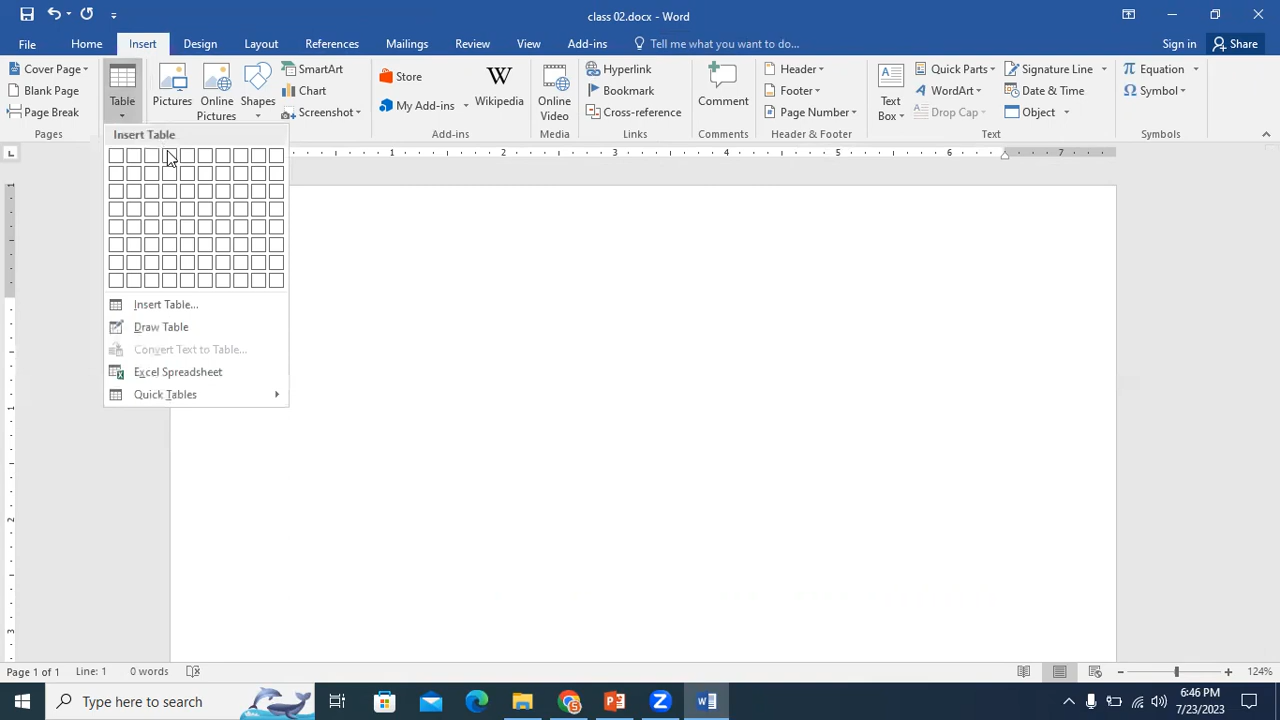 class 02.docx - Word
File Home Insert Design Layout References Mailings Review View Add-ins Tell me what you want to do... Sign in Share
Cover Page
Blank Page
Page Break
Pages
Table
Pictures
Online Pictures
Shapes
SmartArt
Chart
Screenshot
Store
My Add-ins
Wikipedia
Add-ins
Online Video
Media
Hyperlink
Bookmark
Cross-reference
Links
Comment
Comments
Header
Footer
Page Number
Header & Footer
Text Box
Quick Parts
WordArt
Drop Cap
Signature Line
Date & Time
Object
Text
Equation
Symbol
Symbols
Insert Table
Insert Table...
Draw Table
Convert Text to Table...
Excel Spreadsheet
Quick Tables
1 2 3 4 5 6 7
1
1
2
3
Page 1 of 1 Line: 1 0 words 124%
Type here to search
6:46 PM
7/23/2023